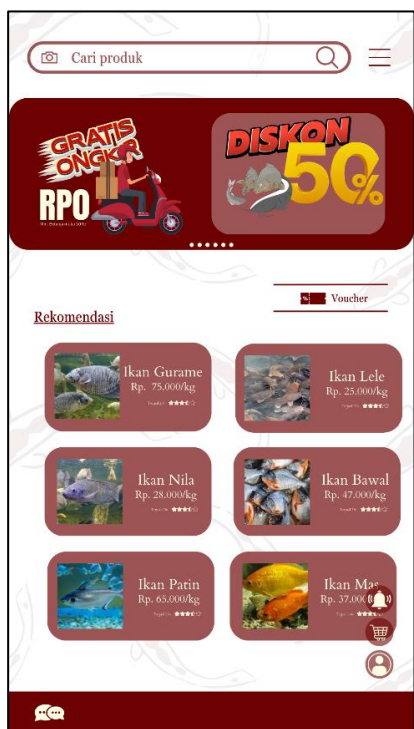 Cari produk
GRATIS
ONGKIR
RPO
DISKON
50%
Voucher
Rekomendasi
Ikan Gurame
Rp. 75.000/kg
Ikan Lele
Rp. 25.000/kg
Ikan Nila
Rp. 28.000/kg
Ikan Bawal
Rp. 47.000/kg
Ikan Patin
Rp. 65.000/kg
Ikan Mas
Rp. 37.00